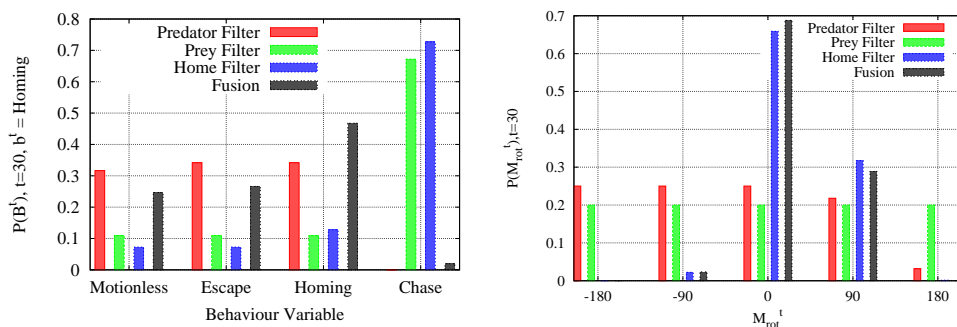 0.8
0.7
0.6
0.5
0.4
0.3
0.2
0.1
0
P(B^t), t=30, b^t = Homing
Predator Filter
Prey Filter
Home Filter
Fusion
Motionless Escape Homing Chase
Behaviour Variable
0.7
0.6
0.5
0.4
0.3
0.2
0.1
0
P(M_rot^t),t=30
Predator Filter
Prey Filter
Home Filter
Fusion
-180 -90 0 90 180
M_rot^t